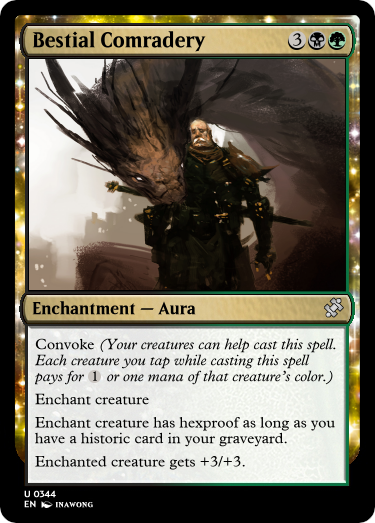 Bestial Comradery 3
Enchantment — Aura
Convoke (Your creatures can help cast this spell.
Each creature you tap while casting this spell
pays for 1 or one mana of that creature's color.)
Enchant creature
Enchant creature has hexproof as long as you
have a historic card in your graveyard.
Enchanted creature gets +3/+3.
U 0344
EN INAWONG